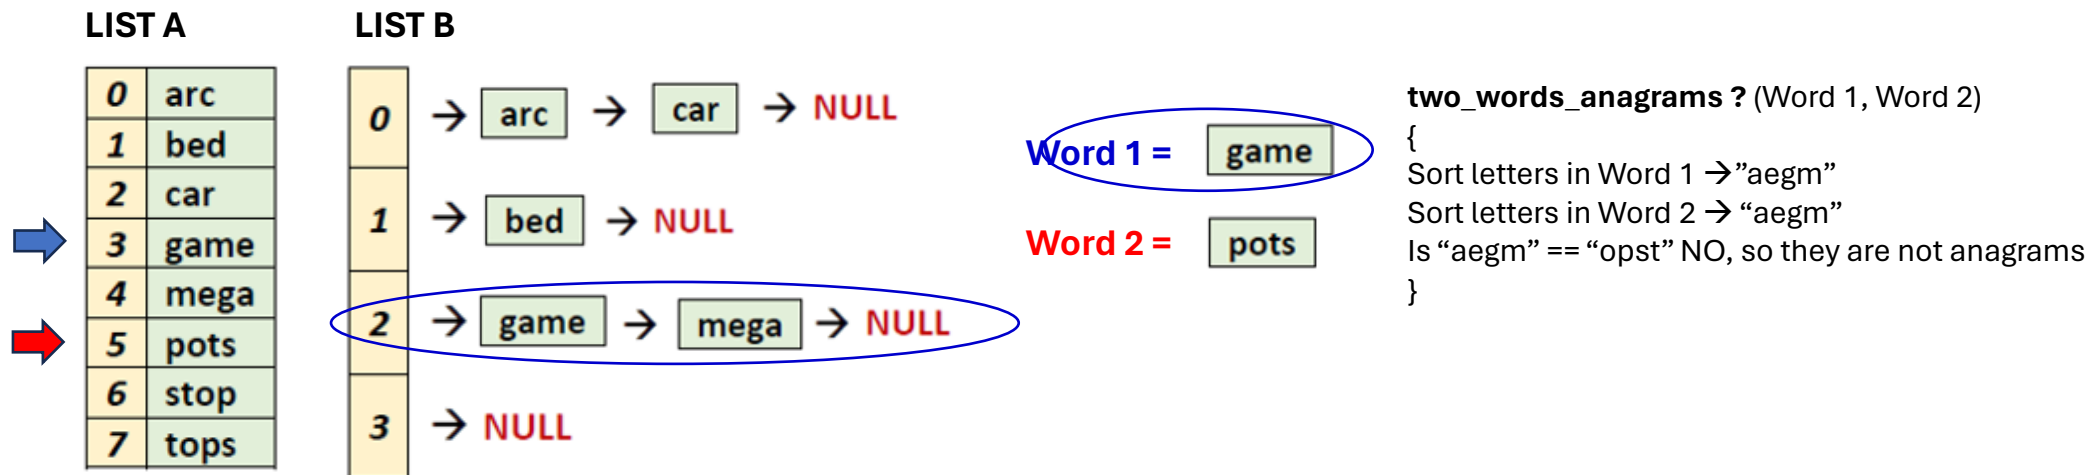 LIST A
0 arc
1 bed
2 car
3 game
4 mega
5 pots
6 stop
7 tops
LIST B
0 → arc → car → NULL
1 → bed → NULL
2 → game → mega → NULL
3 → NULL
Word 1 = game
Word 2 = pots
two_words_anagrams ? (Word 1, Word 2)
{
Sort letters in Word 1 →”aegm”
Sort letters in Word 2 → “aegm”
Is “aegm” == “opst” NO, so they are not anagrams
}